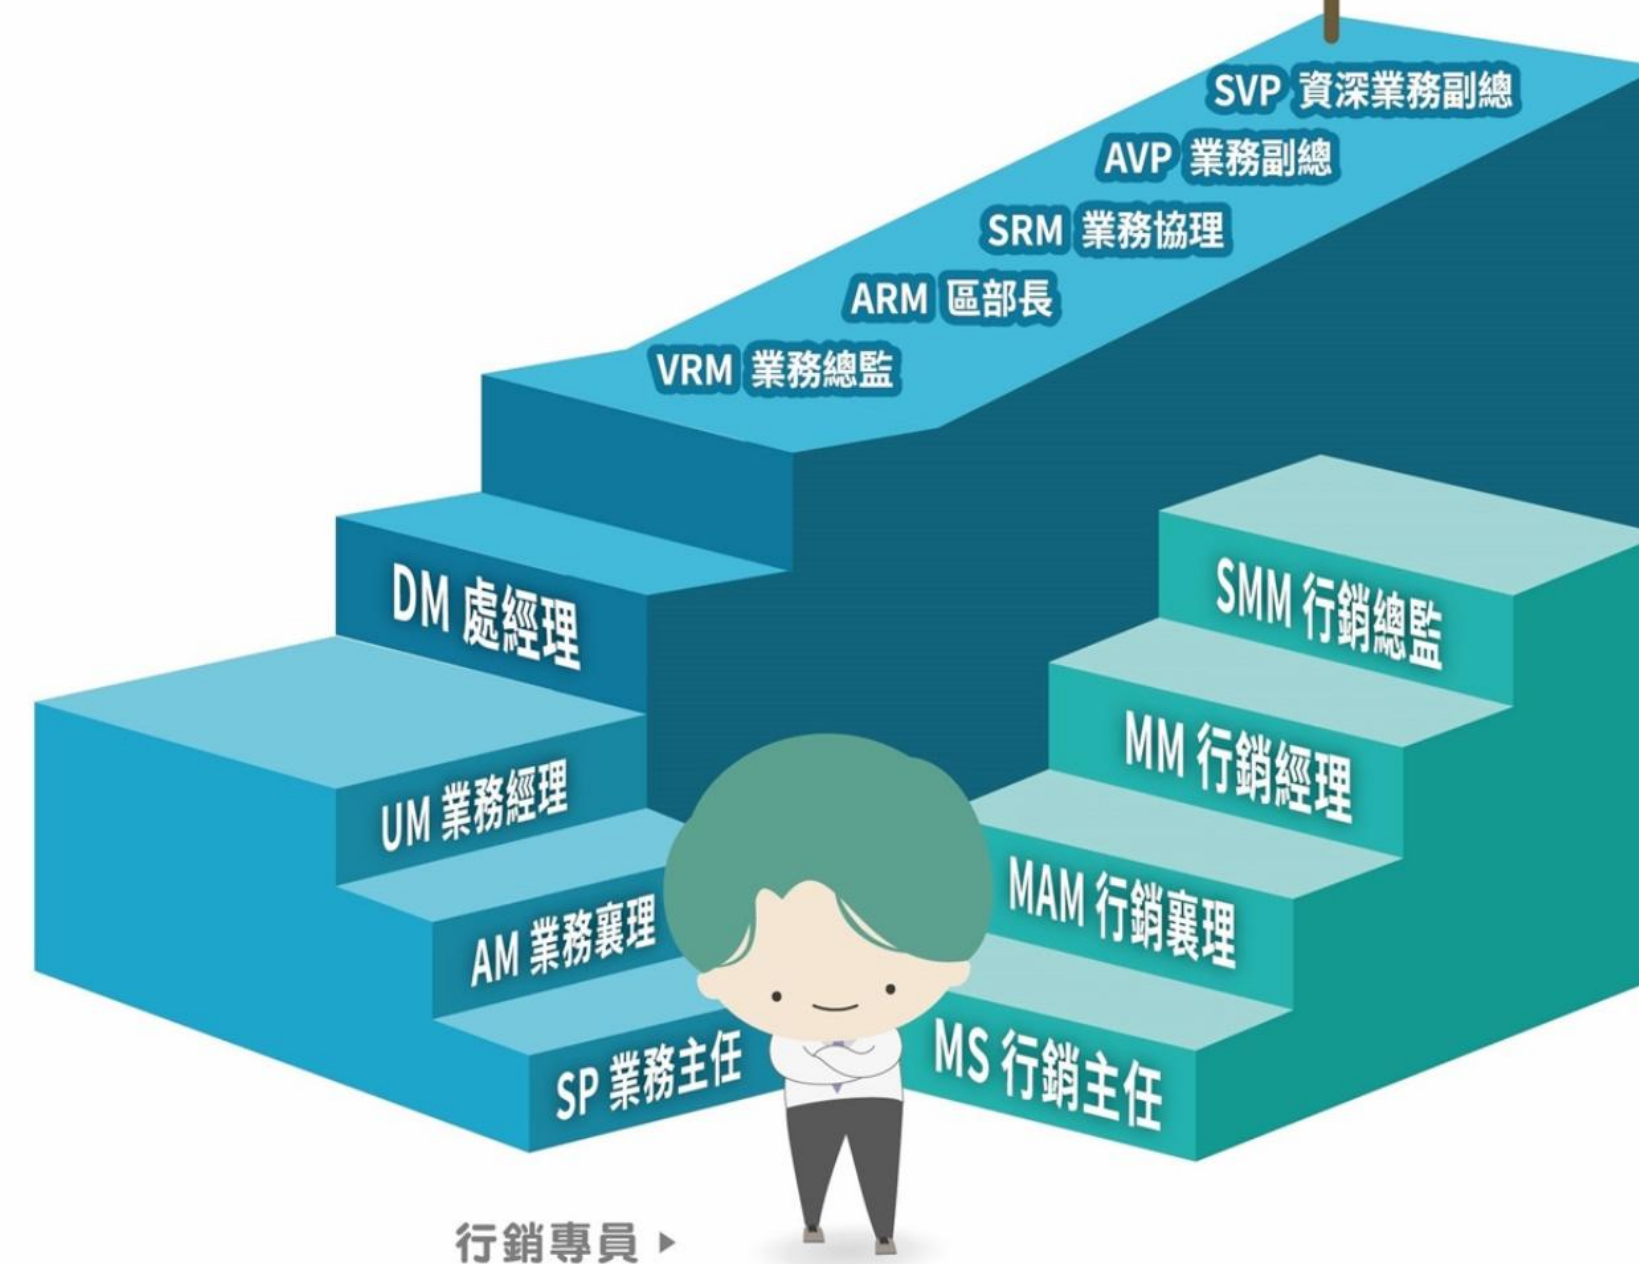 SVP 資深業務副總
AVP 業務副總
SRM 業務協理
ARM 區部長
VRM 業務總監
DM 處經理
UM 業務經理
AM 業務襄理
SP 業務主任
SMM 行銷總監
MM 行銷經理
MAM 行銷襄理
MS 行銷主任
行銷專員